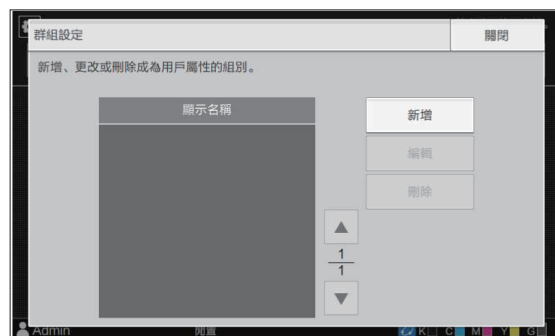 群組設定
關閉
新增、更改或刪除成為用戶屬性的組別。
顯示名稱
新增
編輯
刪除
1
1
Admin
閒置
K C M Y G